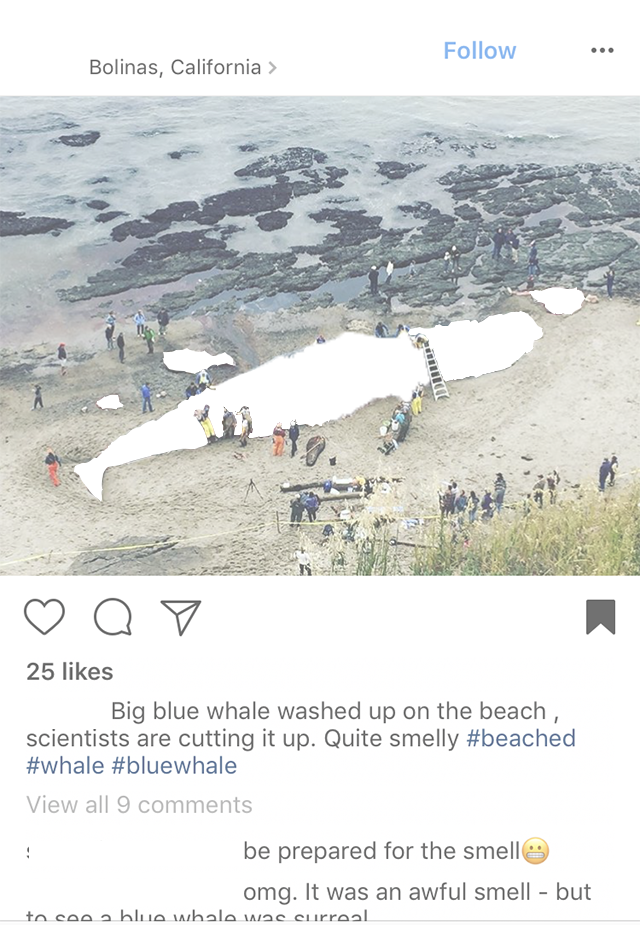 Follow
Bolinas, California
25 likes
Big blue whale washed up on the beach ,
scientists are cutting it up. Quite smelly #beached
#whale #bluewhale
View all 9 comments
be prepared for the smell😬
omg. It was an awful smell - but
to see a blue whale was surreal